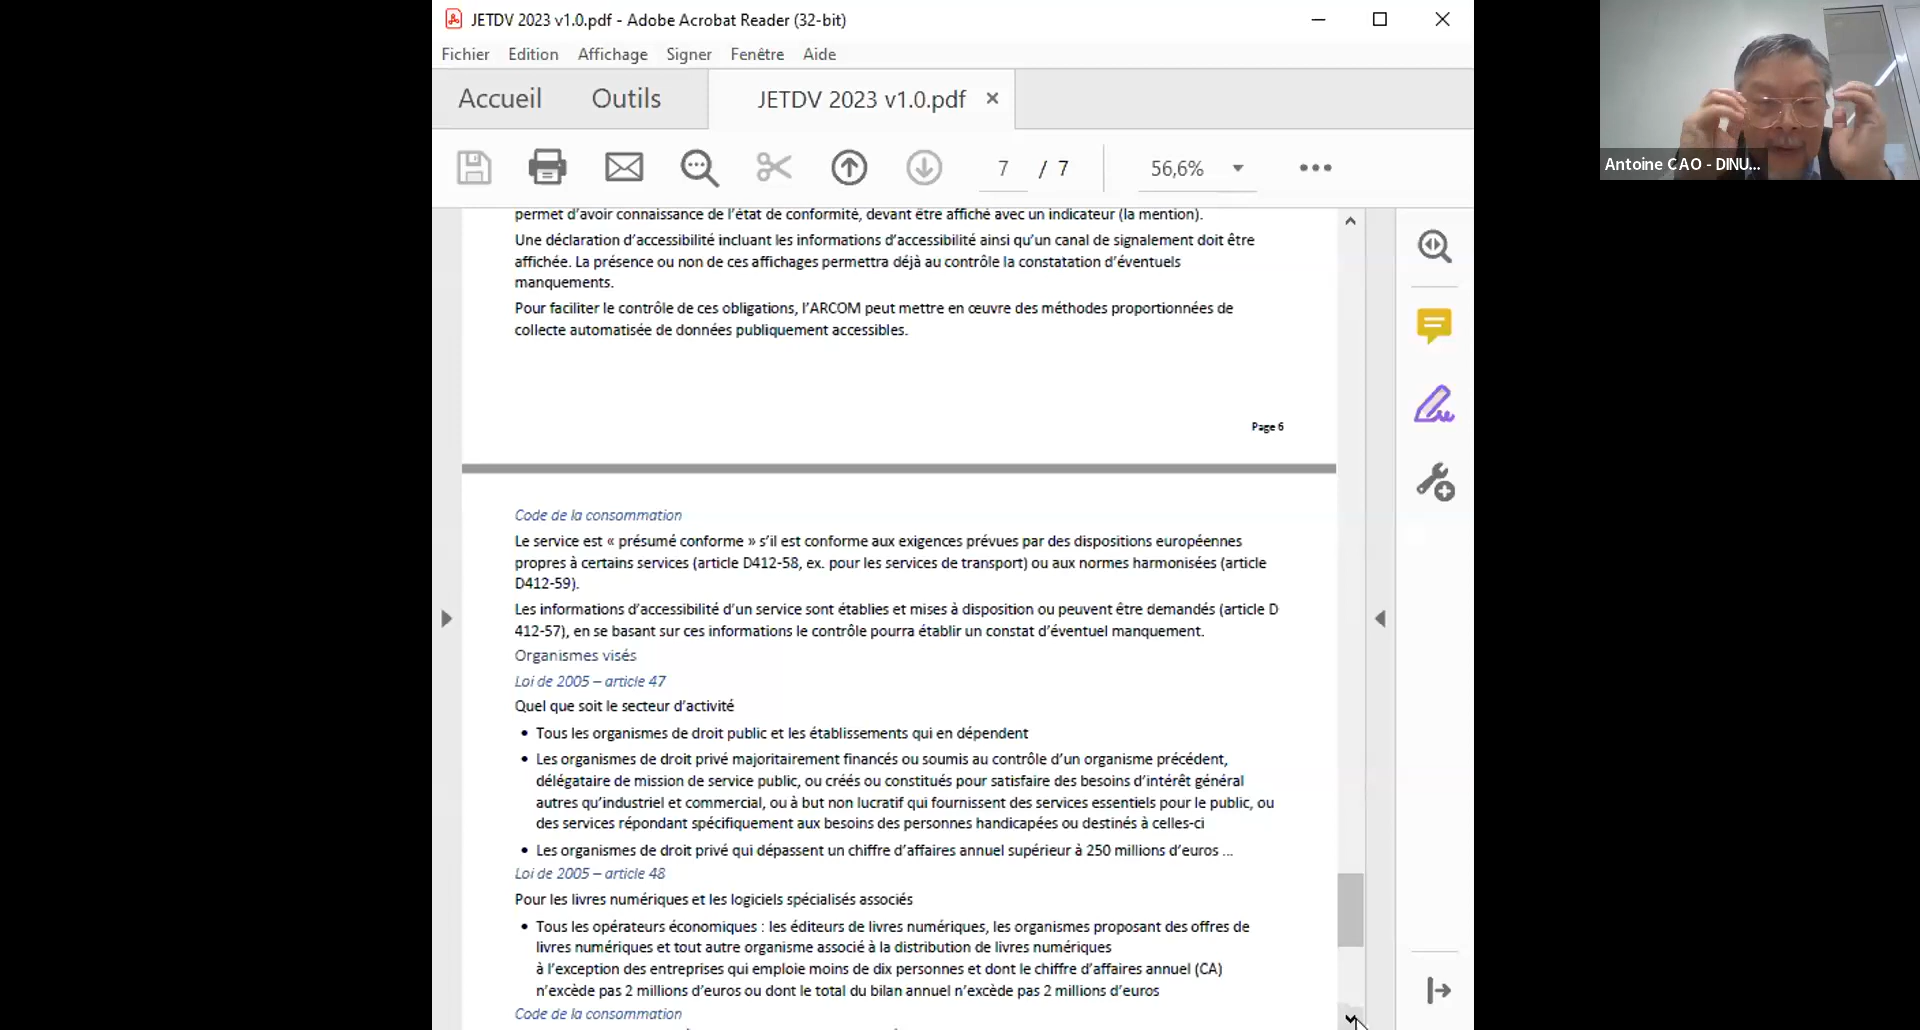 JETDV 2023 v1.0.pdf - Adobe Acrobat Reader (32-bit)
Fichier Edition Affichage Signer Fenêtre Aide
Accueil Outils JETDV 2023 v1.0.pdf ×
7 / 7 56,6%
Antoine CAO - DINU...
permet d’avoir connaissance de l’état de conformité, devant être affiché avec un indicateur (la mention).
Une déclaration d’accessibilité incluant les informations d’accessibilité ainsi qu’un canal de signalement doit être
affichée. La présence ou non de ces affichages permettra déjà au contrôle la constatation d’éventuels
manquements.
Pour faciliter le contrôle de ces obligations, l’ARCOM peut mettre en œuvre des méthodes proportionnées de
collecte automatisée de données publiquement accessibles.
Page 6
Code de la consommation
Le service est « présumé conforme » s’il est conforme aux exigences prévues par des dispositions européennes
propres à certains services (article D412-58, ex. pour les services de transport) ou aux normes harmonisées (article
D412-59).
Les informations d’accessibilité d’un service sont établies et mises à disposition ou peuvent être demandés (article D
412-57), en se basant sur ces informations le contrôle pourra établir un constat d’éventuel manquement.
Organismes visés
Loi de 2005 – article 47
Quel que soit le secteur d’activité
• Tous les organismes de droit public et les établissements qui en dépendent
• Les organismes de droit privé majoritairement financés ou soumis au contrôle d’un organisme précédent,
délégataire de mission de service public, ou créés ou constitués pour satisfaire des besoins d’intérêt général
autres qu’industriel et commercial, ou à but non lucratif qui fournissent des services essentiels pour le public, ou
des services répondant spécifiquement aux besoins des personnes handicapées ou destinés à celles-ci
• Les organismes de droit privé qui dépassent un chiffre d’affaires annuel supérieur à 250 millions d’euros ...
Loi de 2005 – article 48
Pour les livres numériques et les logiciels spécialisés associés
• Tous les opérateurs économiques : les éditeurs de livres numériques, les organismes proposant des offres de
livres numériques et tout autre organisme associé à la distribution de livres numériques
à l’exception des entreprises qui emploie moins de dix personnes et dont le chiffre d’affaires annuel (CA)
n’excède pas 2 millions d’euros ou dont le total du bilan annuel n’excède pas 2 millions d’euros
Code de la consommation